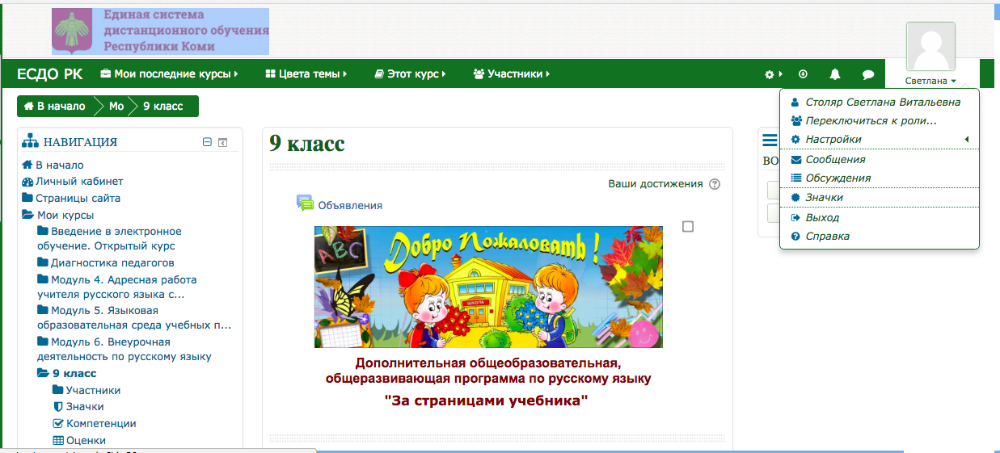 Единая система
дистанционного обучения
Республики Коми
ЕСДО РК
Мои последние курсы
Цвета темы
Этот курс
Участники
Светлана
В начало
Мо
9 класс
Столяр Светлана Витальевна
Переключиться к роли...
Настройки
Сообщения
Обсуждения
Значки
Выход
Справка
НАВИГАЦИЯ
В начало
Личный кабинет
Страницы сайта
Мои курсы
Введение в электронное
обучение. Открытый курс
Диагностика педагогов
Модуль 4. Адресная работа
учителя русского языка с...
Модуль 5. Языковая
образовательная среда учебных п...
Модуль 6. Внеурочная
деятельность по русскому языку
9 класс
Участники
Значки
Компетенции
Оценки
9 класс
Ваши достижения
Объявления
ABC
Добро Пожаловать !
ШКОЛА
Дополнительная общеобразовательная,
общеразвивающая программа по русскому языку
"За страницами учебника"
ВО